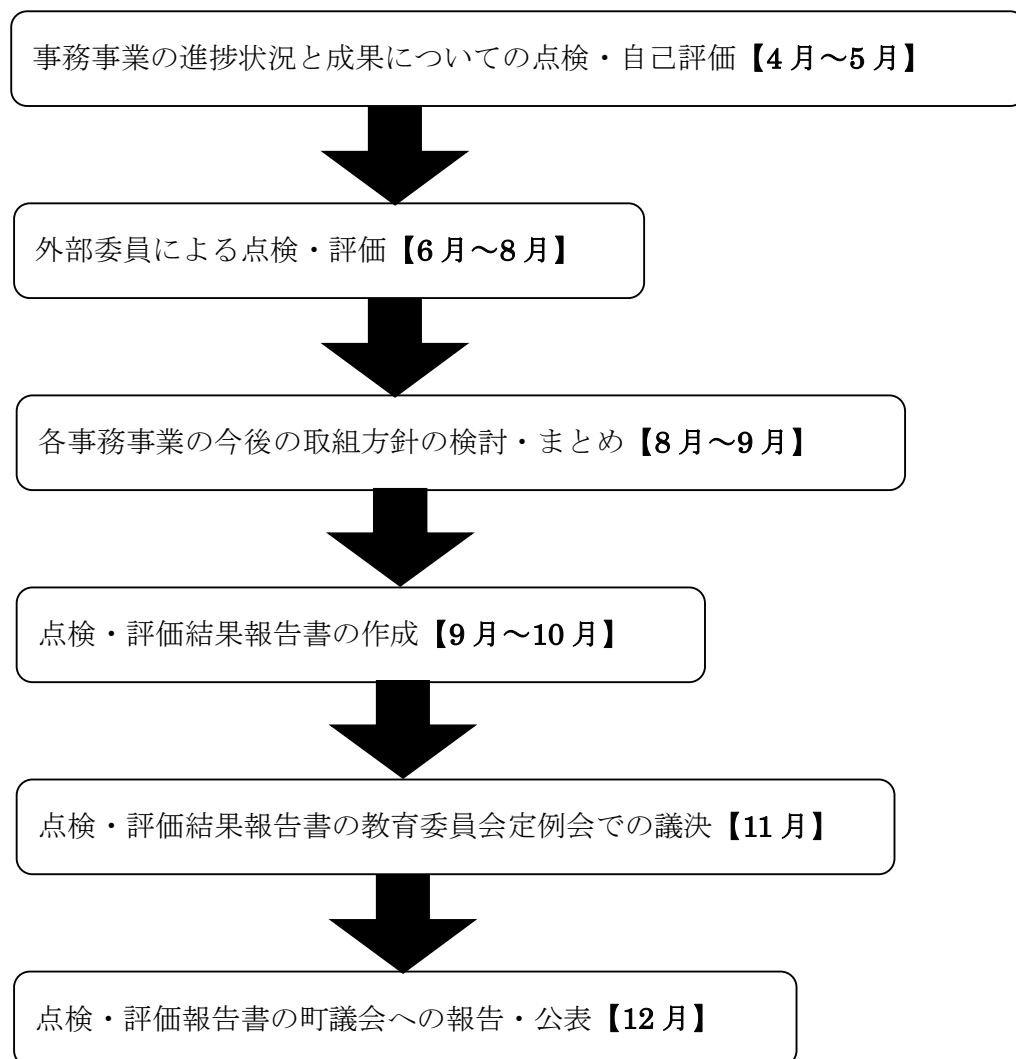 事務事業の進捗状況と成果についての点検・自己評価【4月～5月】
外部委員による点検・評価【6月～8月】
各事務事業の今後の取組方針の検討・まとめ【8月～9月】
点検・評価結果報告書の作成【9月～10月】
点検・評価結果報告書の教育委員会定例会での議決【11月】
点検・評価報告書の町議会への報告・公表【12月】